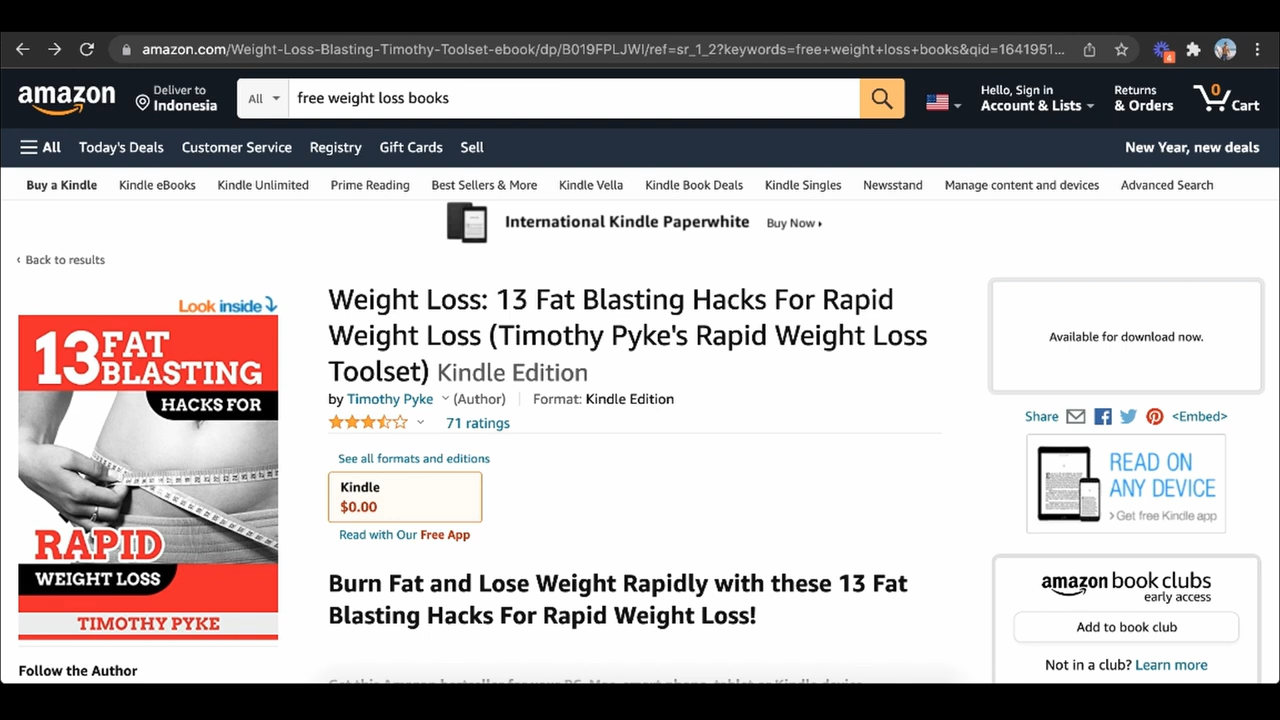 amazon.com/Weight-Loss-Blasting-Timothy-Toolset-ebook/dp/B019FPLJWI/ref=sr_1_2?keywords=free+weight+loss+books&qid=1641951...
4
amazon
Deliver to
Indonesia
All
free weight loss books
Hello, Sign in
Account & Lists
Returns
& Orders
0
Cart
All Today's Deals Customer Service Registry Gift Cards Sell
New Year, new deals
Buy a Kindle Kindle eBooks Kindle Unlimited Prime Reading Best Sellers & More Kindle Vella Kindle Book Deals Kindle Singles Newsstand Manage content and devices Advanced Search
International Kindle Paperwhite Buy Now ▸
‹ Back to results
Look inside
13 FAT
BLASTING
HACKS FOR
RAPID
WEIGHT LOSS
TIMOTHY PYKE
Follow the Author
Weight Loss: 13 Fat Blasting Hacks For Rapid
Weight Loss (Timothy Pyke's Rapid Weight Loss
Toolset) Kindle Edition
by Timothy Pyke (Author) Format: Kindle Edition
71 ratings
See all formats and editions
Kindle
$0.00
Read with Our Free App
Burn Fat and Lose Weight Rapidly with these 13 Fat
Blasting Hacks For Rapid Weight Loss!
Available for download now.
Share <Embed>
READ ON
ANY DEVICE
› Get free Kindle app
amazon book clubs
early access
Add to book club
Not in a club? Learn more